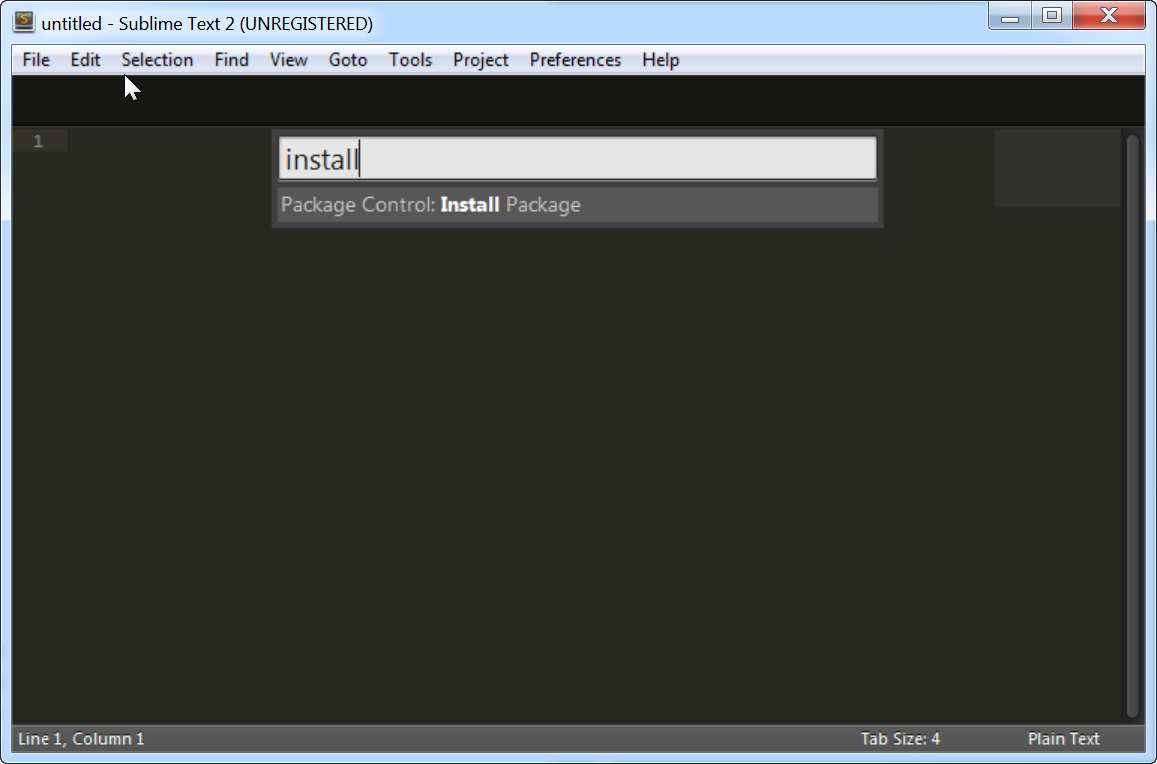 untitled - Sublime Text 2 (UNREGISTERED)
File Edit Selection Find View Goto Tools Project Preferences Help
1
install
Package Control: Install Package
Line 1, Column 1 Tab Size: 4 Plain Text